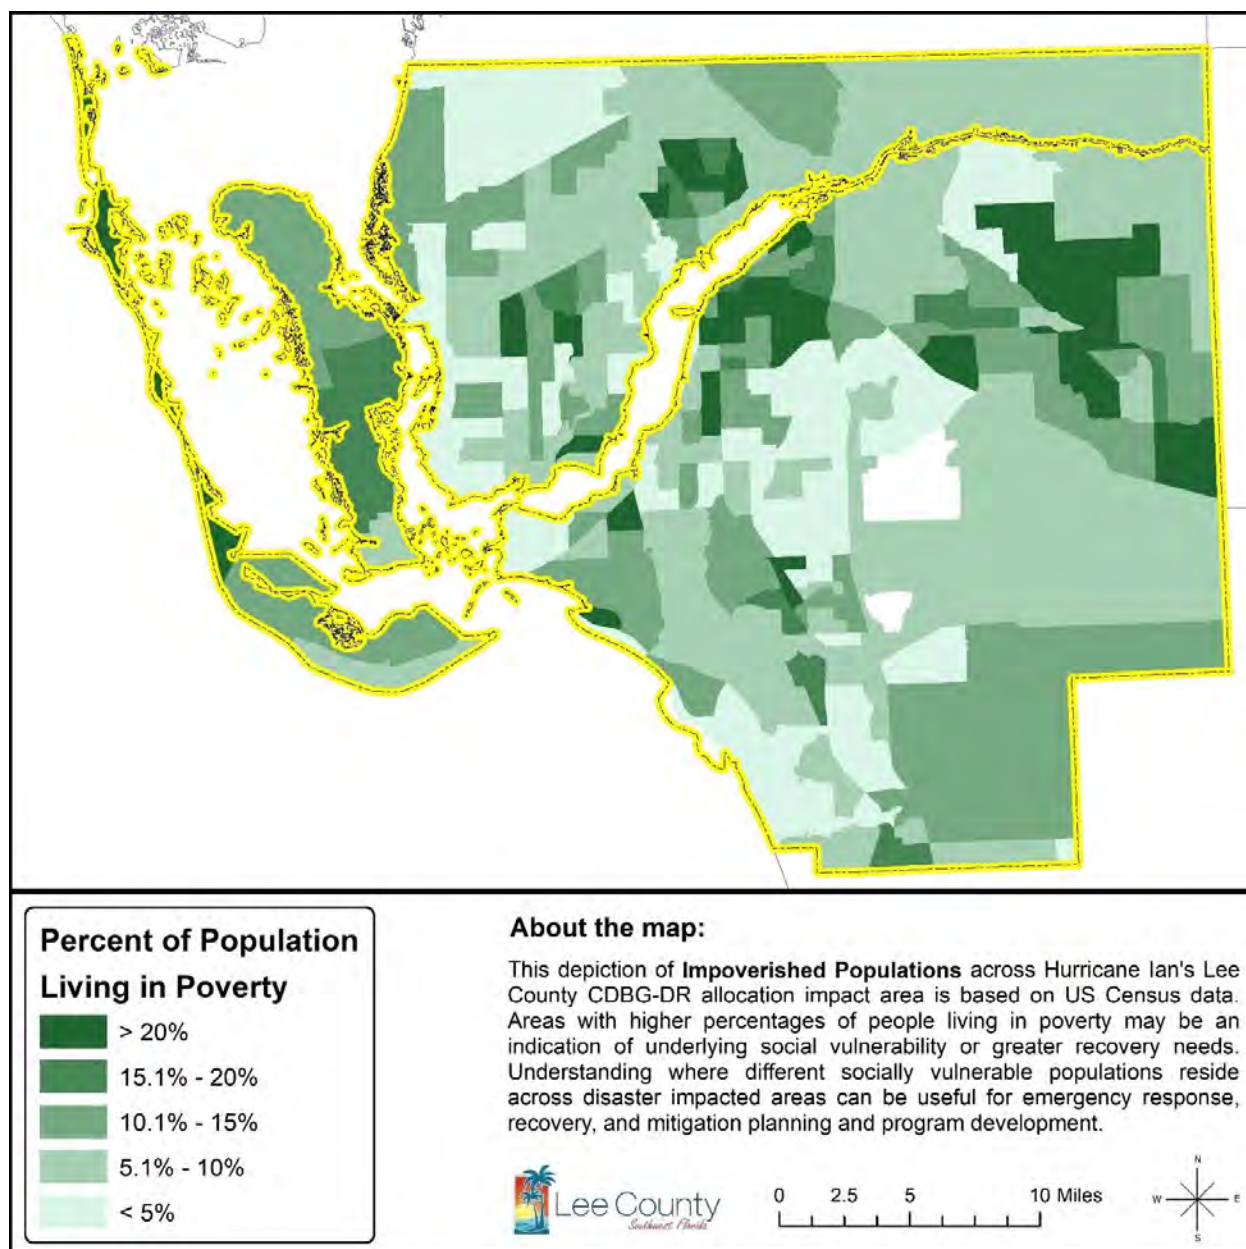 Percent of Population
Living in Poverty
> 20%
15.1% - 20%
10.1% - 15%
5.1% - 10%
< 5%
About the map:
This depiction of Impoverished Populations across Hurricane Ian's Lee
County CDBG-DR allocation impact area is based on US Census data.
Areas with higher percentages of people living in poverty may be an
indication of underlying social vulnerability or greater recovery needs.
Understanding where different socially vulnerable populations reside
across disaster impacted areas can be useful for emergency response,
recovery, and mitigation planning and program development.
Lee County
Southwest Florida
0 2.5 5 10 Miles
N
W E
S